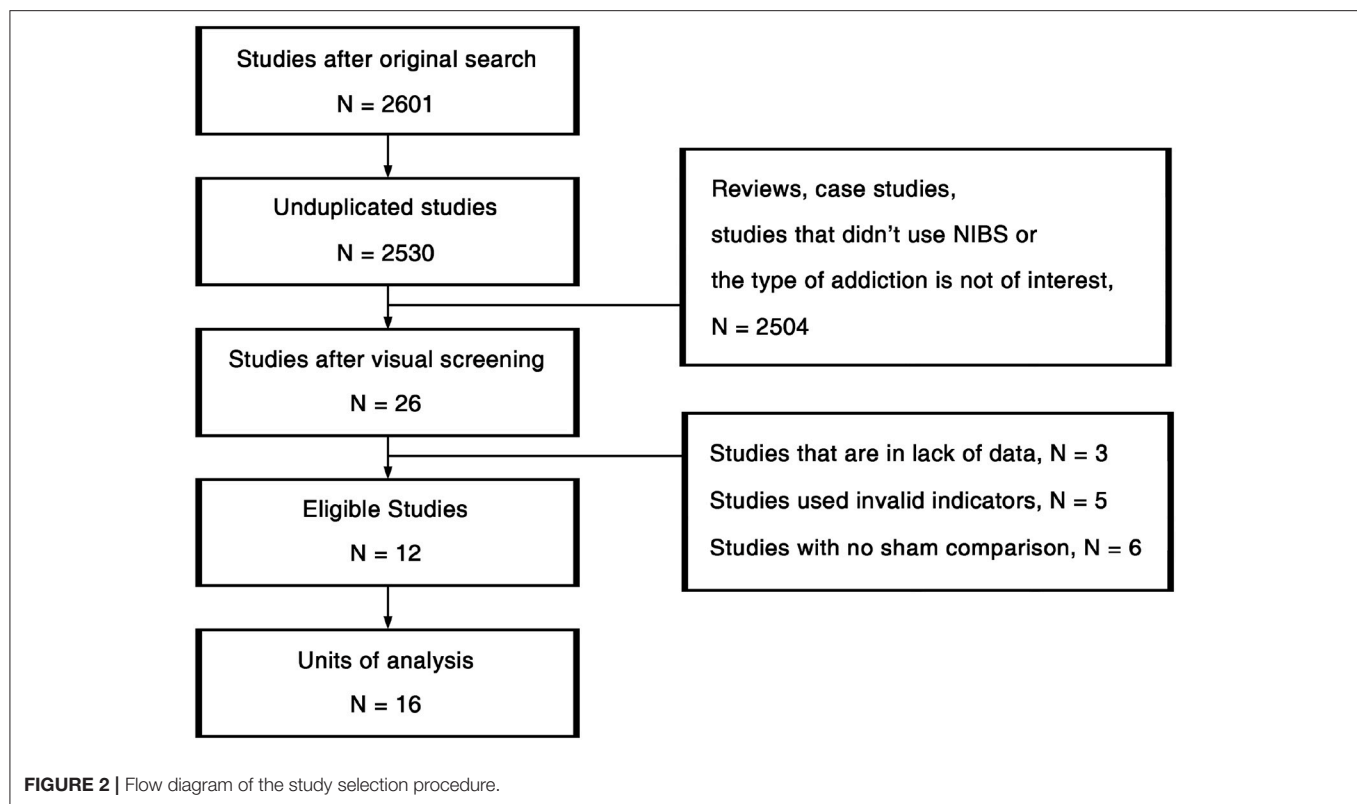 Studies after original search
N = 2601
Unduplicated studies
N = 2530
Reviews, case studies,
studies that didn't use NIBS or
the type of addiction is not of interest,
N = 2504
Studies after visual screening
N = 26
Studies that are in lack of data, N = 3
Studies used invalid indicators, N = 5
Studies with no sham comparison, N = 6
Eligible Studies
N = 12
Units of analysis
N = 16
FIGURE 2 | Flow diagram of the study selection procedure.